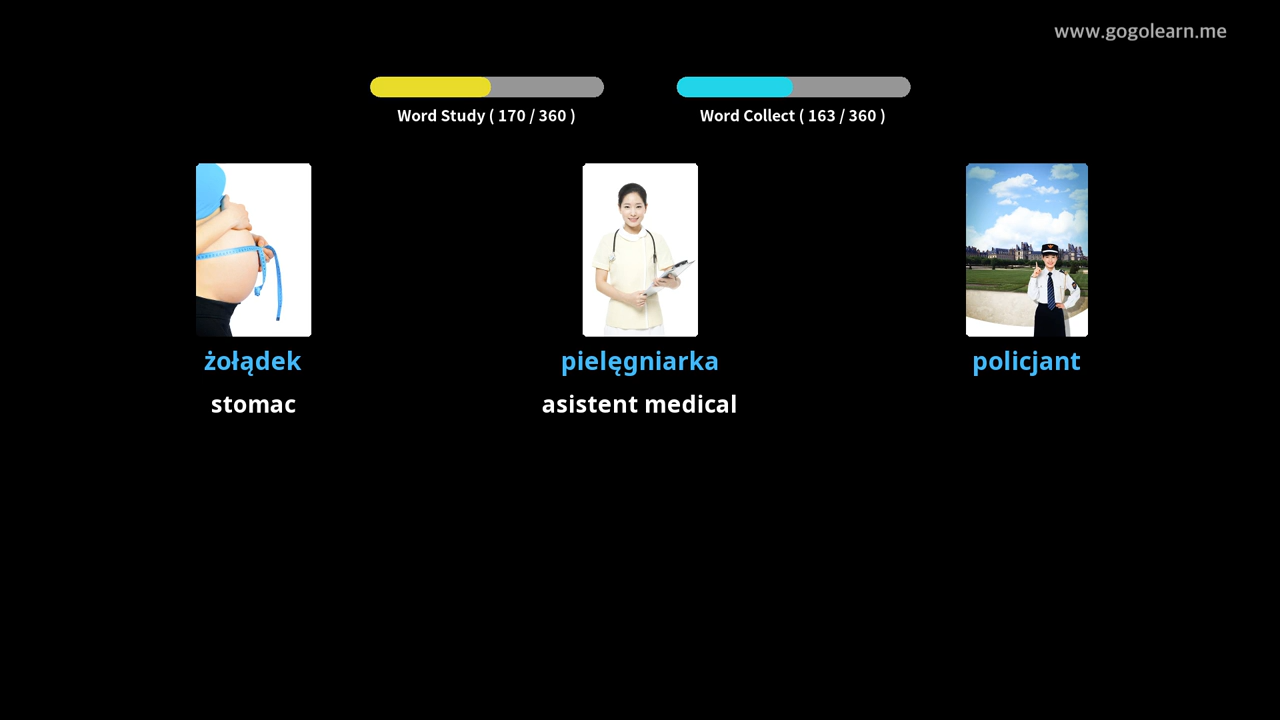 www.gogolearn.me
Word Study ( 170 / 360 )
Word Collect ( 163 / 360 )
żołądek
pielęgniarka
policjant
stomac
asistent medical